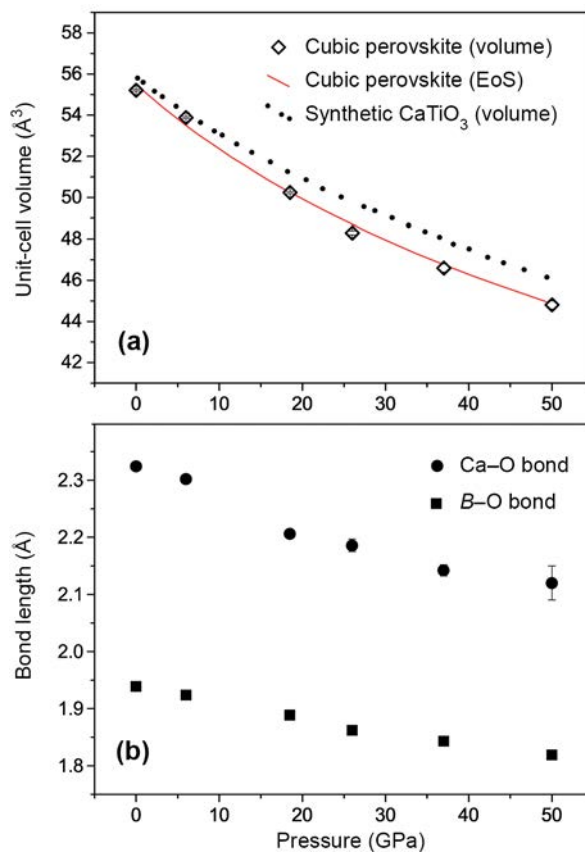 Cubic perovskite (volume)
Cubic perovskite (EoS)
Synthetic CaTiO3 (volume)
Unit-cell volume (Å3)
56
54
52
50
48
46
44
42
(a)
0 10 20 30 40 50
Ca–O bond
B–O bond
Bond length (Å)
2.3
2.2
2.1
2.0
1.9
1.8
(b)
0 10 20 30 40 50
Pressure (GPa)